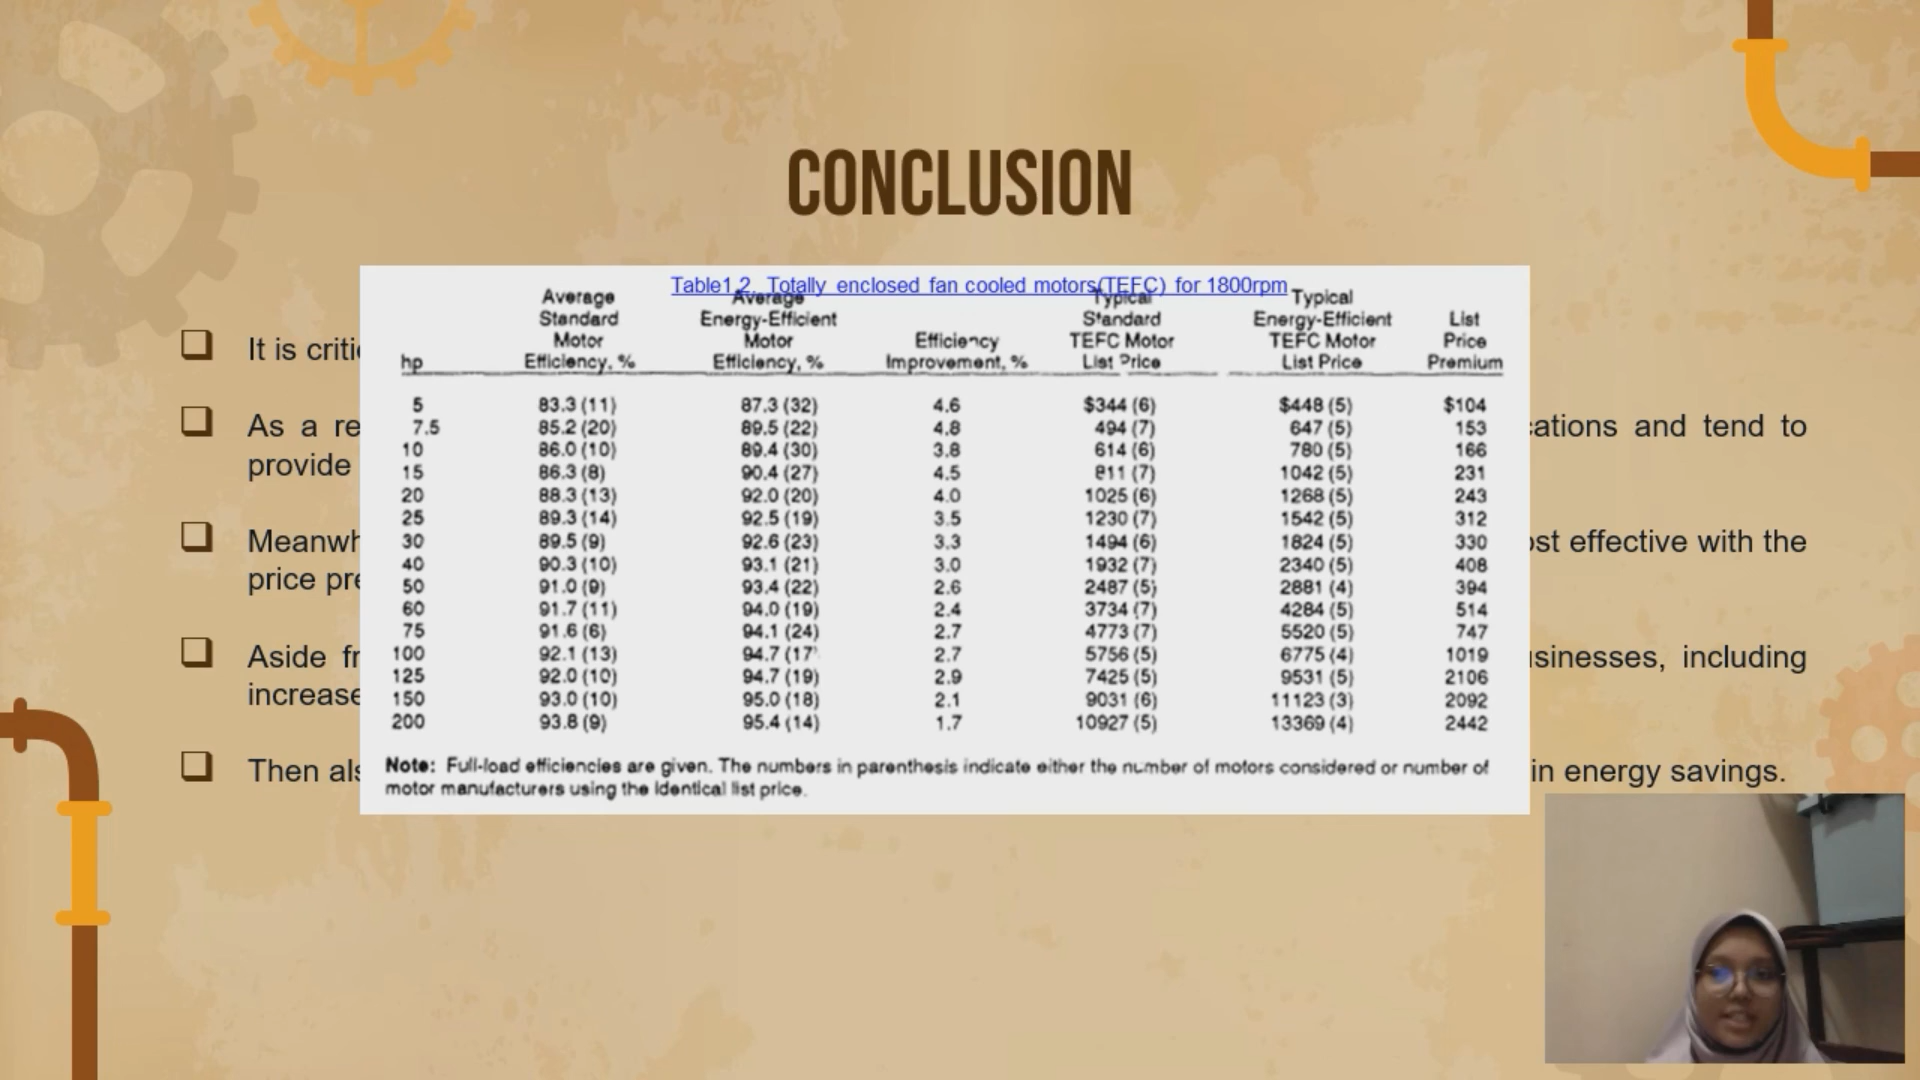 CONCLUSION
Table1.2. Totally enclosed fan cooled motors(TEFC) for 1800rpm
Average Average Typical Typical
Standard Energy-Efficient Standard Energy-Efficient List
Motor Motor Efficiency TEFC Motor TEFC Motor Price
hp Efficiency, % Efficiency, % Improvement, % List Price List Price Premium
5 83.3 (11) 87.3 (32) 4.6 $344 (6) $448 (5) $104
7.5 85.2 (20) 89.5 (22) 4.8 494 (7) 647 (5) 153
10 86.0 (10) 89.4 (30) 3.8 614 (6) 780 (5) 166
15 86.3 (8) 90.4 (27) 4.5 811 (7) 1042 (5) 231
20 88.3 (13) 92.0 (20) 4.0 1025 (6) 1268 (5) 243
25 89.3 (14) 92.5 (19) 3.5 1230 (7) 1542 (5) 312
30 89.5 (9) 92.6 (23) 3.3 1494 (6) 1824 (5) 330
40 90.3 (10) 93.1 (21) 3.0 1932 (7) 2340 (5) 408
50 91.0 (9) 93.4 (22) 2.6 2487 (5) 2881 (4) 394
60 91.7 (11) 94.0 (19) 2.4 3734 (7) 4284 (5) 514
75 91.6 (6) 94.1 (24) 2.7 4773 (7) 5520 (5) 747
100 92.1 (13) 94.7 (17) 2.7 5756 (5) 6775 (4) 1019
125 92.0 (10) 94.7 (19) 2.9 7425 (5) 9531 (5) 2106
150 93.0 (10) 95.0 (18) 2.1 9031 (6) 11123 (3) 2092
200 93.8 (9) 95.4 (14) 1.7 10927 (5) 13369 (4) 2442
Note: Full-load efficiencies are given. The numbers in parenthesis indicate either the number of motors considered or number of
motor manufacturers using the identical list price.
It is
As a and tend to
provide
effective with the
price
Aside including
Then in energy savings.